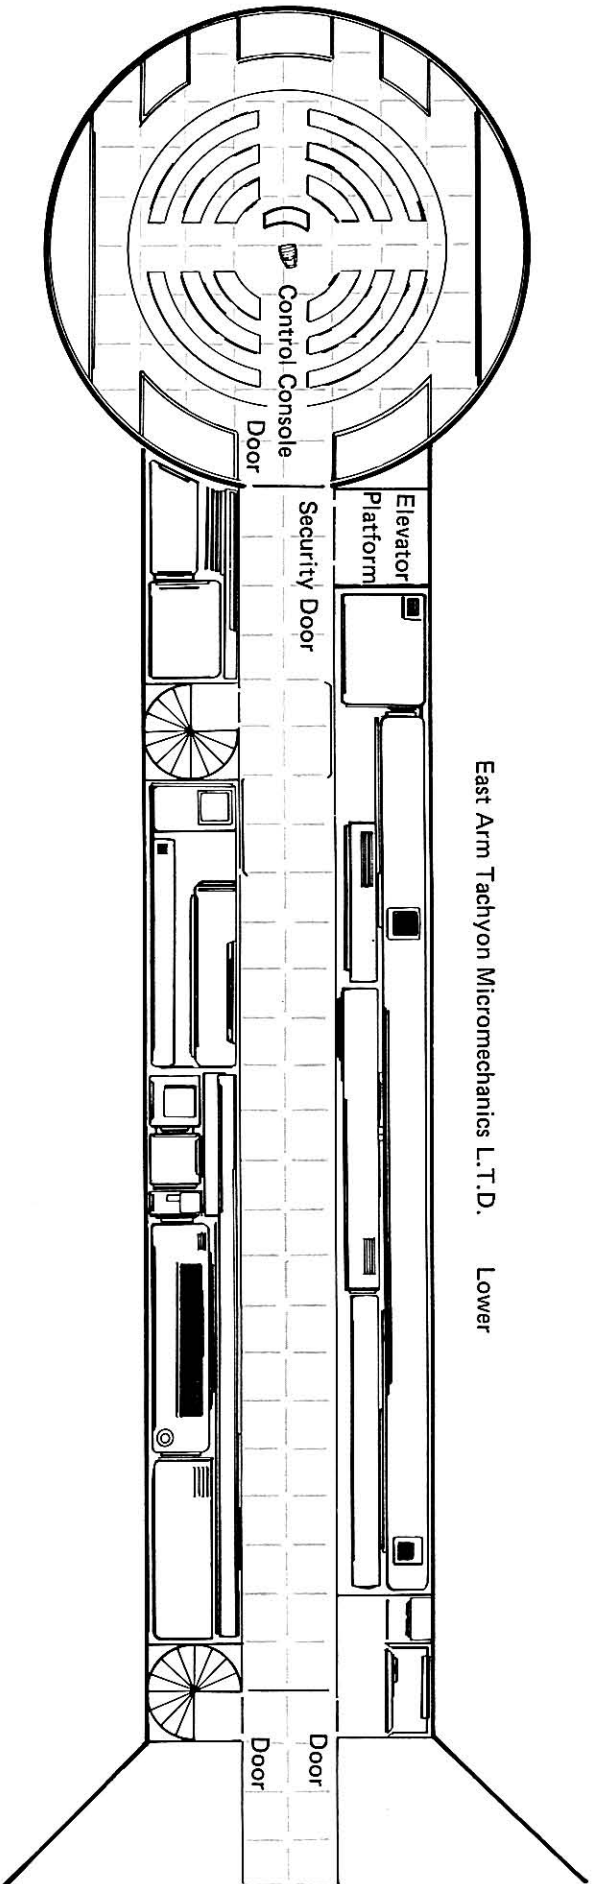 East Arm Tachyon Micromechanics L.T.D. Lower
Control Console
Door
Elevator
Platform
Security Door
Door
Door